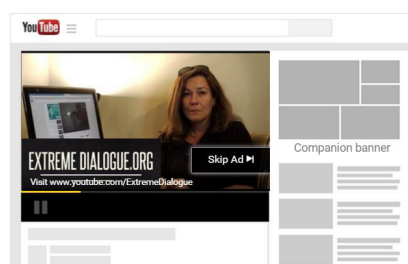 YouTube
EXTREME DIALOGUE.ORG
Skip Ad
Visit www.youtube.com/ExtremeDialogue
Companion banner